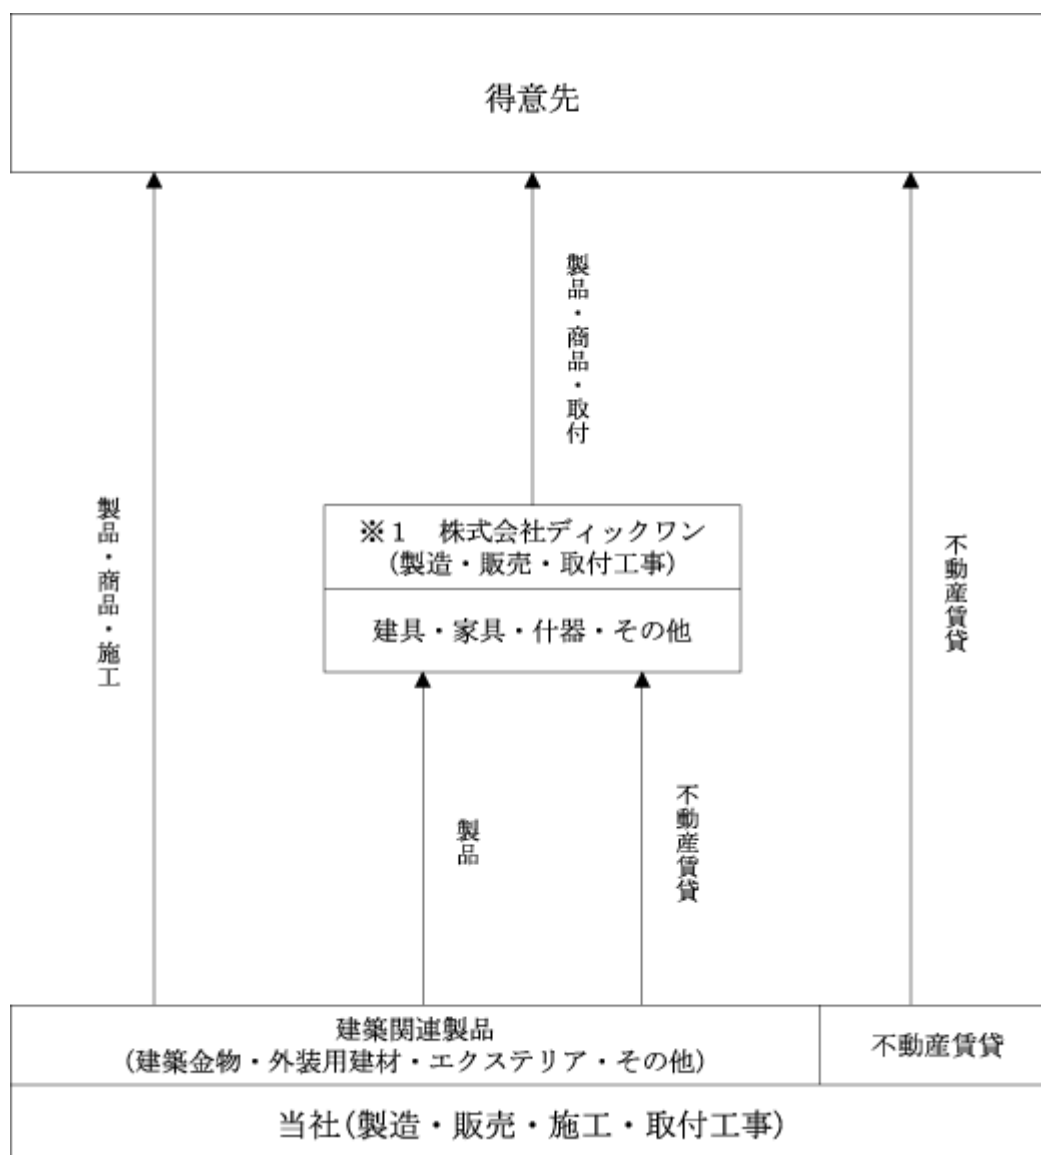 得意先
製品・商品・取付
※１　株式会社ディックワン
(製造・販売・取付工事)
建具・家具・什器・その他
製品・商品・施工
不動産賃貸
製品
不動産賃貸
建築関連製品
(建築金物・外装用建材・エクステリア・その他)
不動産賃貸
当社(製造・販売・施工・取付工事)